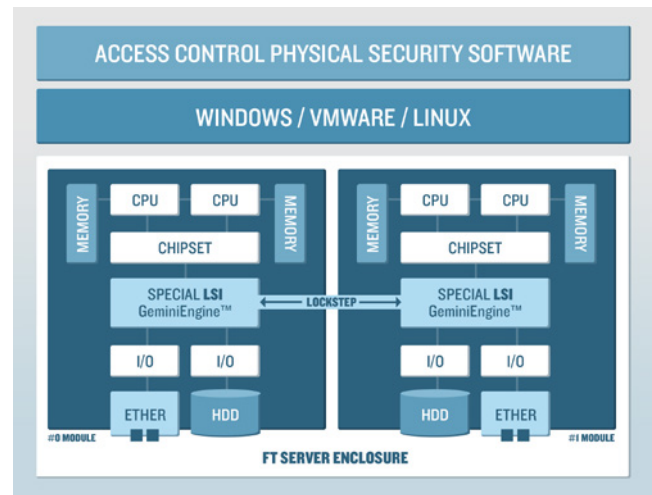 ACCESS CONTROL PHYSICAL SECURITY SOFTWARE
WINDOWS / VMWARE / LINUX
MEMORY
CPU
CPU
MEMORY
CHIPSET
SPECIAL LSI
GeminiEngine™
I/O
I/O
ETHER
HDD
#0 MODULE
LOCKSTEP
MEMORY
CPU
CPU
MEMORY
CHIPSET
SPECIAL LSI
GeminiEngine™
I/O
I/O
HDD
ETHER
#1 MODULE
FT SERVER ENCLOSURE